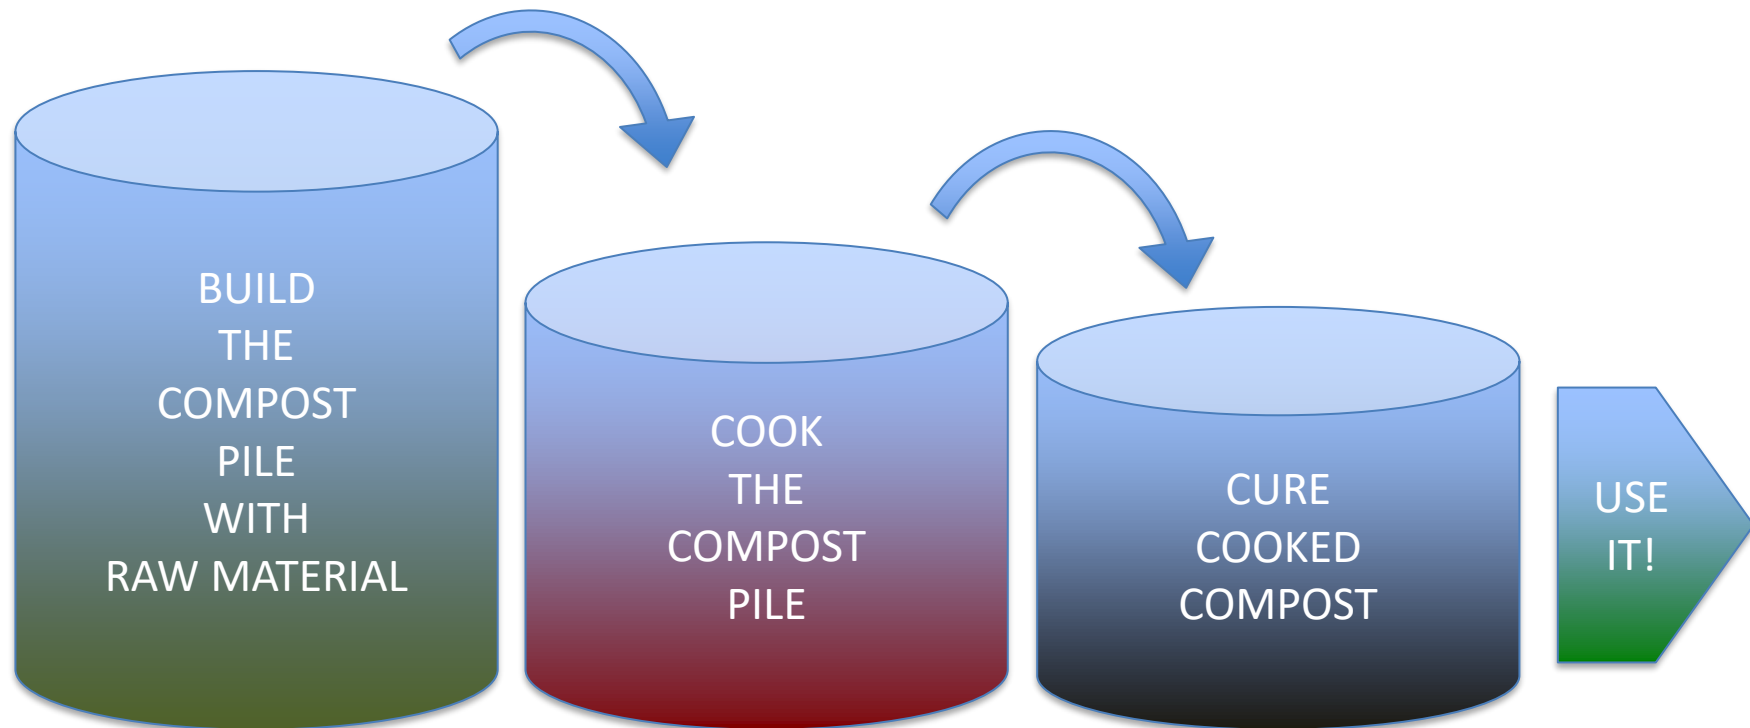 BUILD
THE
COMPOST
PILE
WITH
RAW MATERIAL
COOK
THE
COMPOST
PILE
CURE
COOKED
COMPOST
USE
IT!